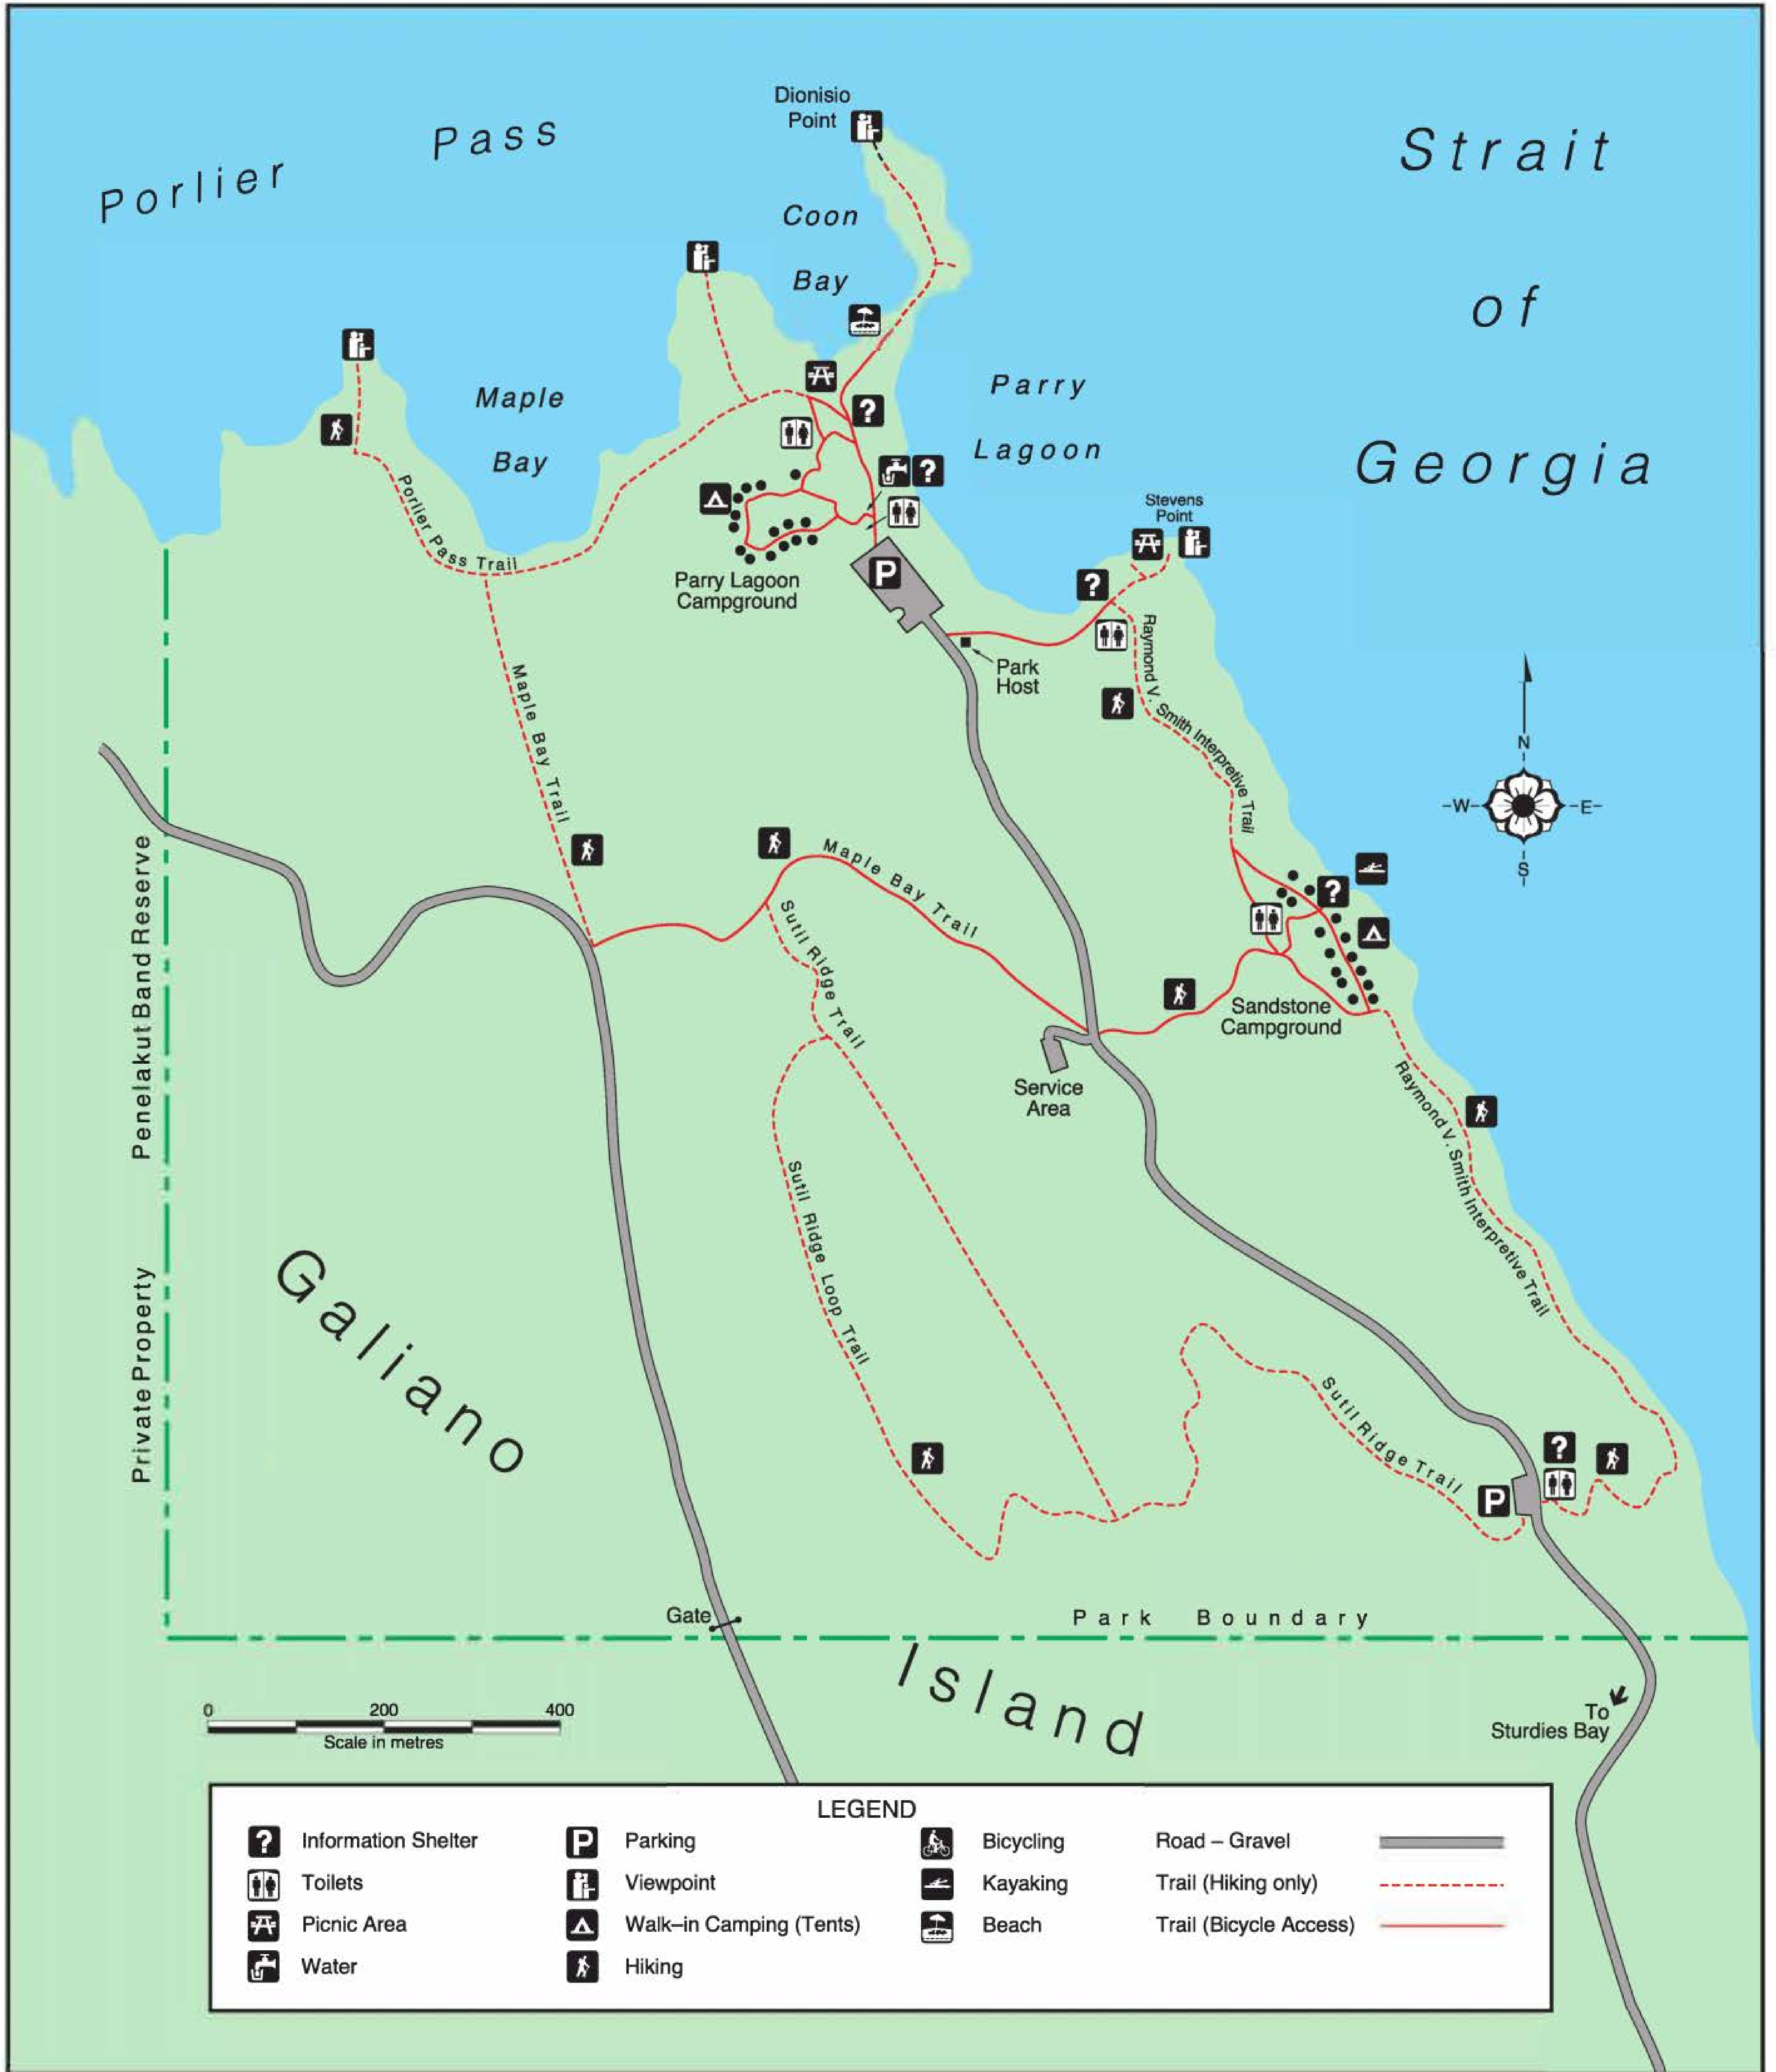 Dionisio
Point
Porlier Pass
Strait
of
Georgia
Coon
Bay
Maple
Bay
Parry
Lagoon
?
?
Stevens
Point
Porlier Pass Trail
Parry Lagoon
Campground
P
?
Park
Host
Raymond V. Smith Interpretive Trail
Maple Bay Trail
N
W
E
S
Maple Bay Trail
?
Sutil Ridge Trail
Sandstone
Campground
Service
Area
Penelakut Band Reserve
Raymond V. Smith Interpretive Trail
Sutil Ridge Loop Trail
Private Property
Galiano
Sutil Ridge Trail
?
P
Gate
Park Boundary
Island
0 200 400
Scale in metres
To
Sturdies Bay
LEGEND
? Information Shelter P Parking Bicycling Road – Gravel
Toilets Viewpoint Kayaking Trail (Hiking only)
Picnic Area Walk–in Camping (Tents) Beach Trail (Bicycle Access)
Water Hiking